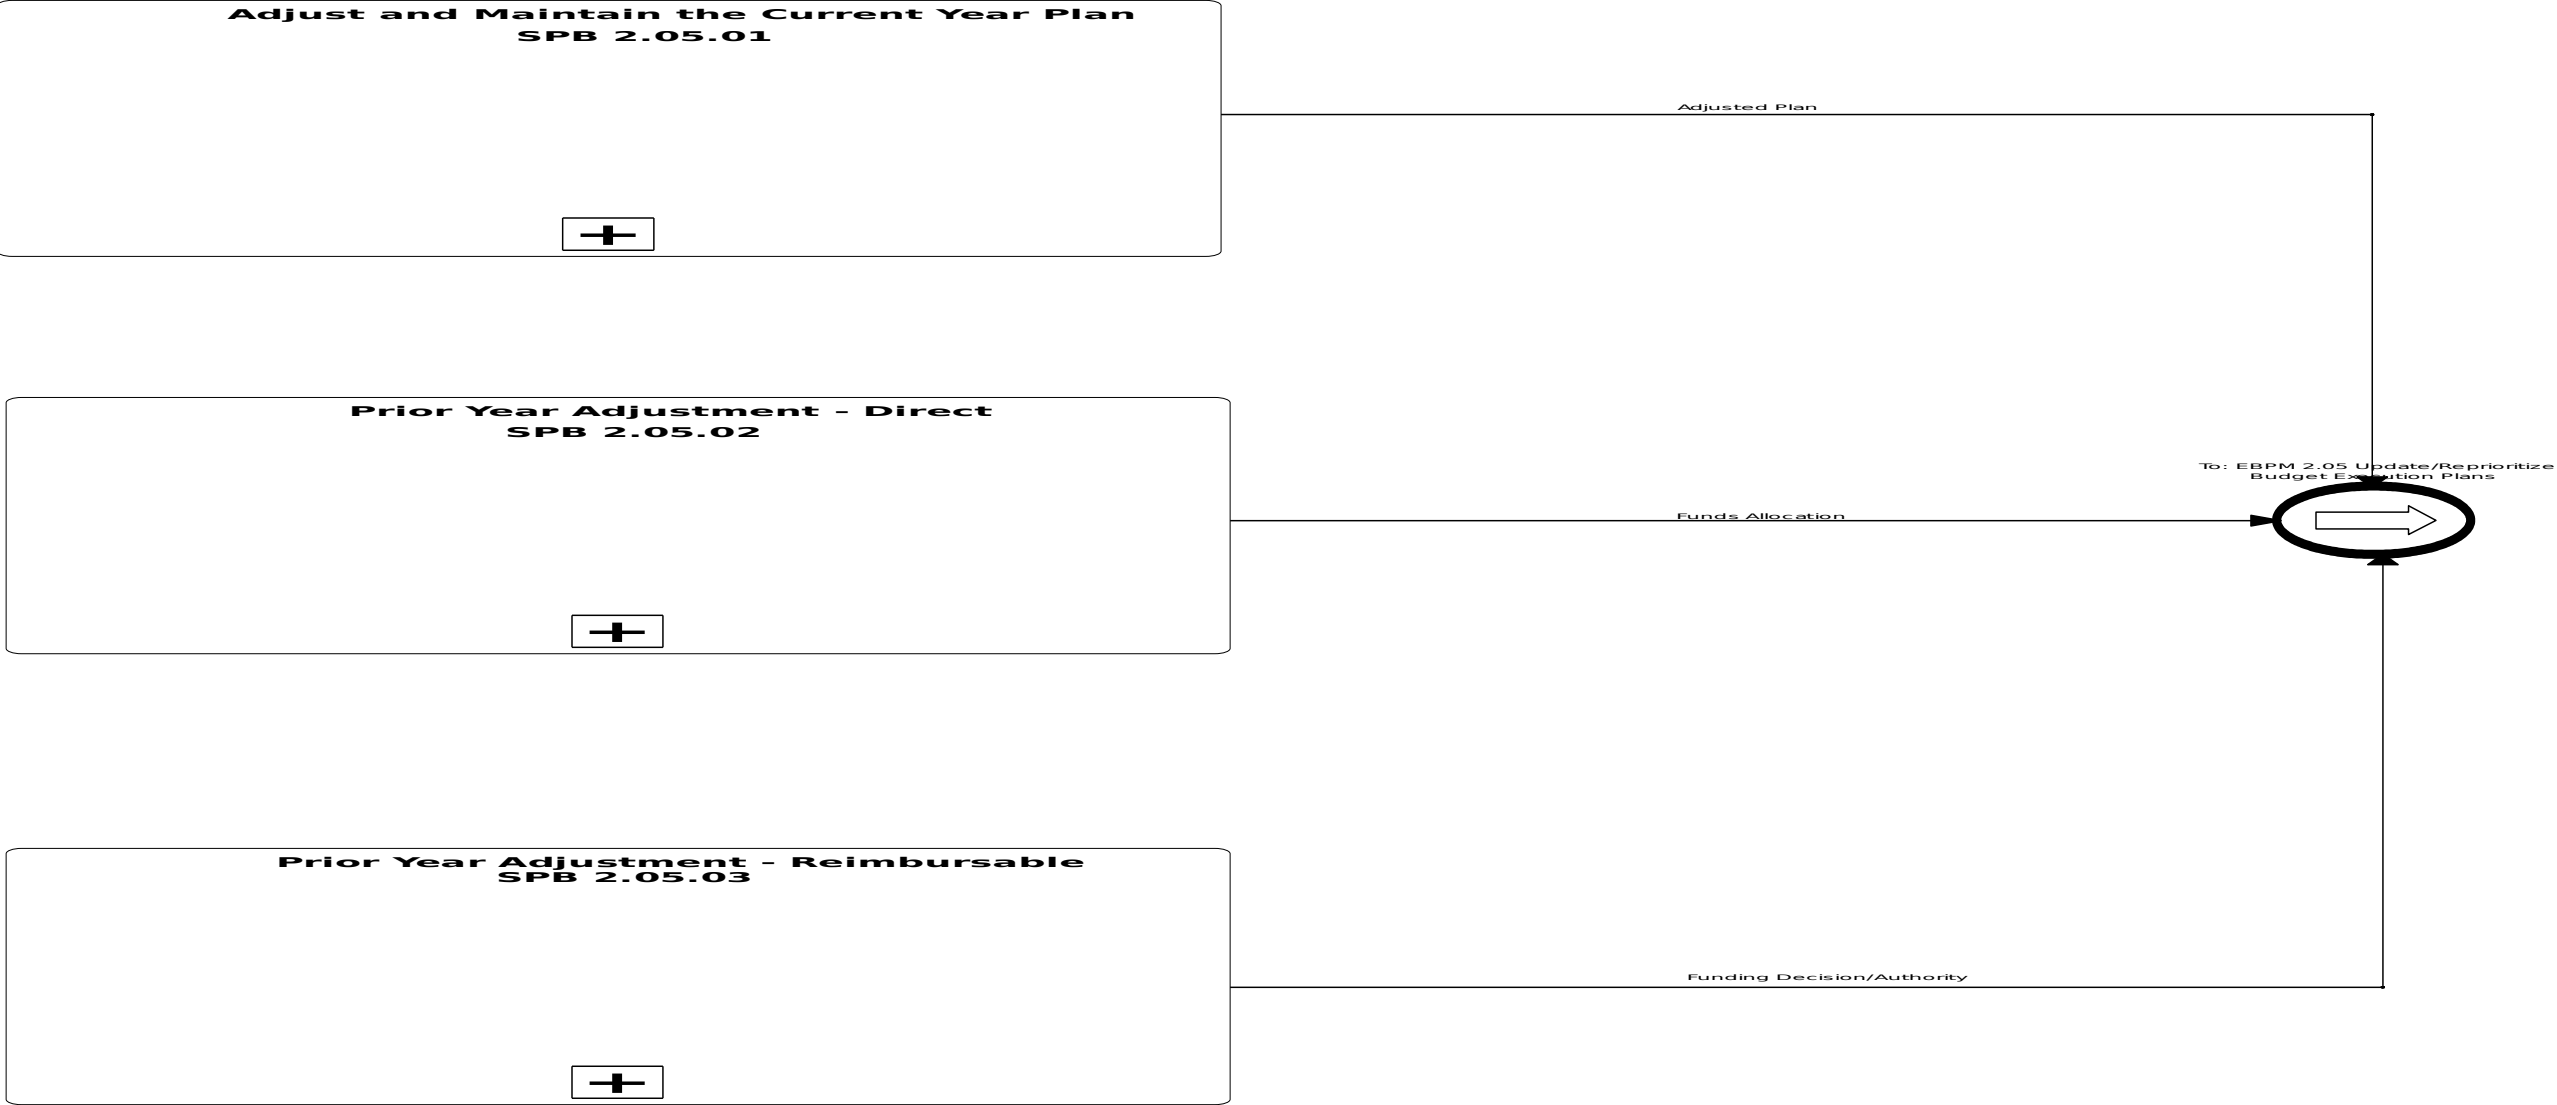 Adjust and Maintain the Current Year Plan
SPB 2.05.01
Adjusted Plan
Prior Year Adjustment - Direct
SPB 2.05.02
To: EBPM 2.05 Update/Reprioritize
Budget Execution Plans
Funds Allocation
Prior Year Adjustment - Reimbursable
SPB 2.05.03
Funding Decision/Authority